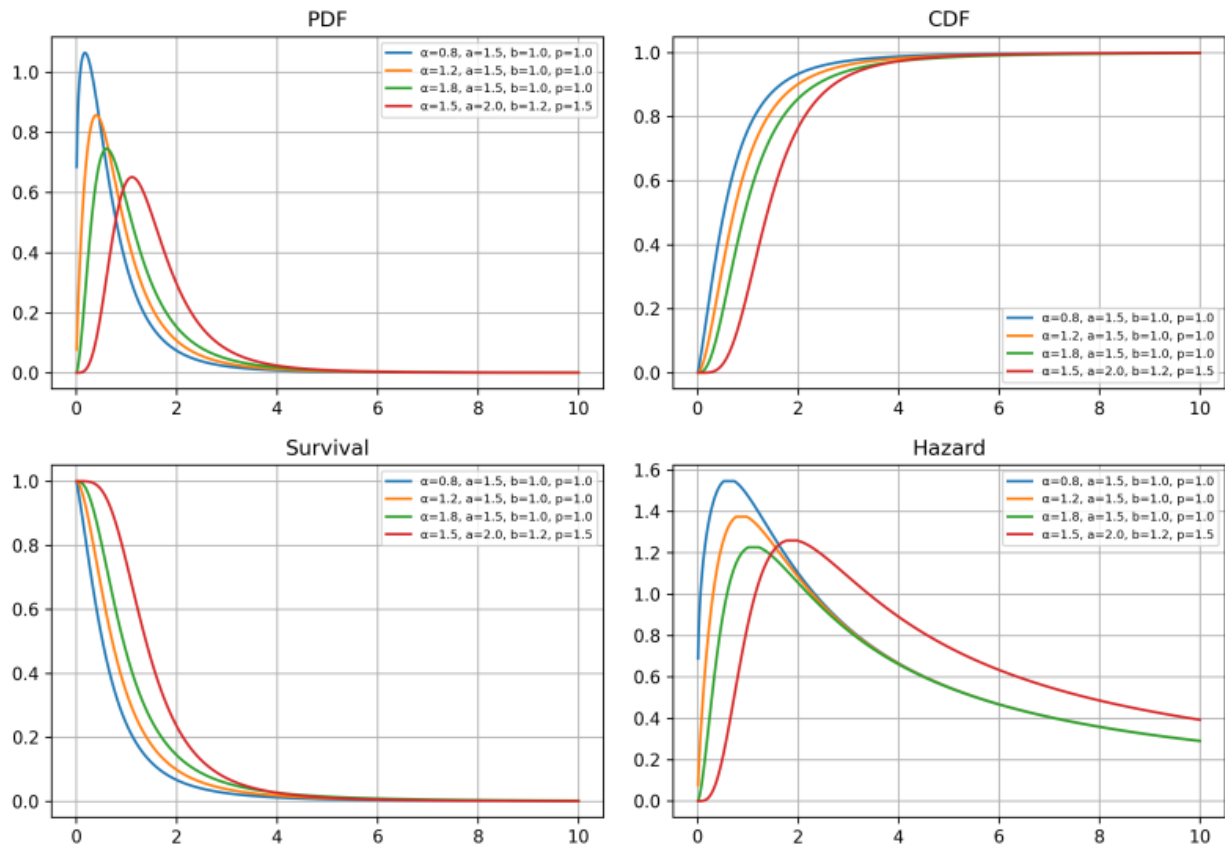 PDF
1.0
0.8
0.6
0.4
0.2
0.0
0 2 4 6 8 10
α=0.8, a=1.5, b=1.0, p=1.0
α=1.2, a=1.5, b=1.0, p=1.0
α=1.8, a=1.5, b=1.0, p=1.0
α=1.5, a=2.0, b=1.2, p=1.5
CDF
1.0
0.8
0.6
0.4
0.2
0.0
0 2 4 6 8 10
α=0.8, a=1.5, b=1.0, p=1.0
α=1.2, a=1.5, b=1.0, p=1.0
α=1.8, a=1.5, b=1.0, p=1.0
α=1.5, a=2.0, b=1.2, p=1.5
Survival
1.0
0.8
0.6
0.4
0.2
0.0
0 2 4 6 8 10
α=0.8, a=1.5, b=1.0, p=1.0
α=1.2, a=1.5, b=1.0, p=1.0
α=1.8, a=1.5, b=1.0, p=1.0
α=1.5, a=2.0, b=1.2, p=1.5
Hazard
1.6
1.4
1.2
1.0
0.8
0.6
0.4
0.2
0.0
0 2 4 6 8 10
α=0.8, a=1.5, b=1.0, p=1.0
α=1.2, a=1.5, b=1.0, p=1.0
α=1.8, a=1.5, b=1.0, p=1.0
α=1.5, a=2.0, b=1.2, p=1.5